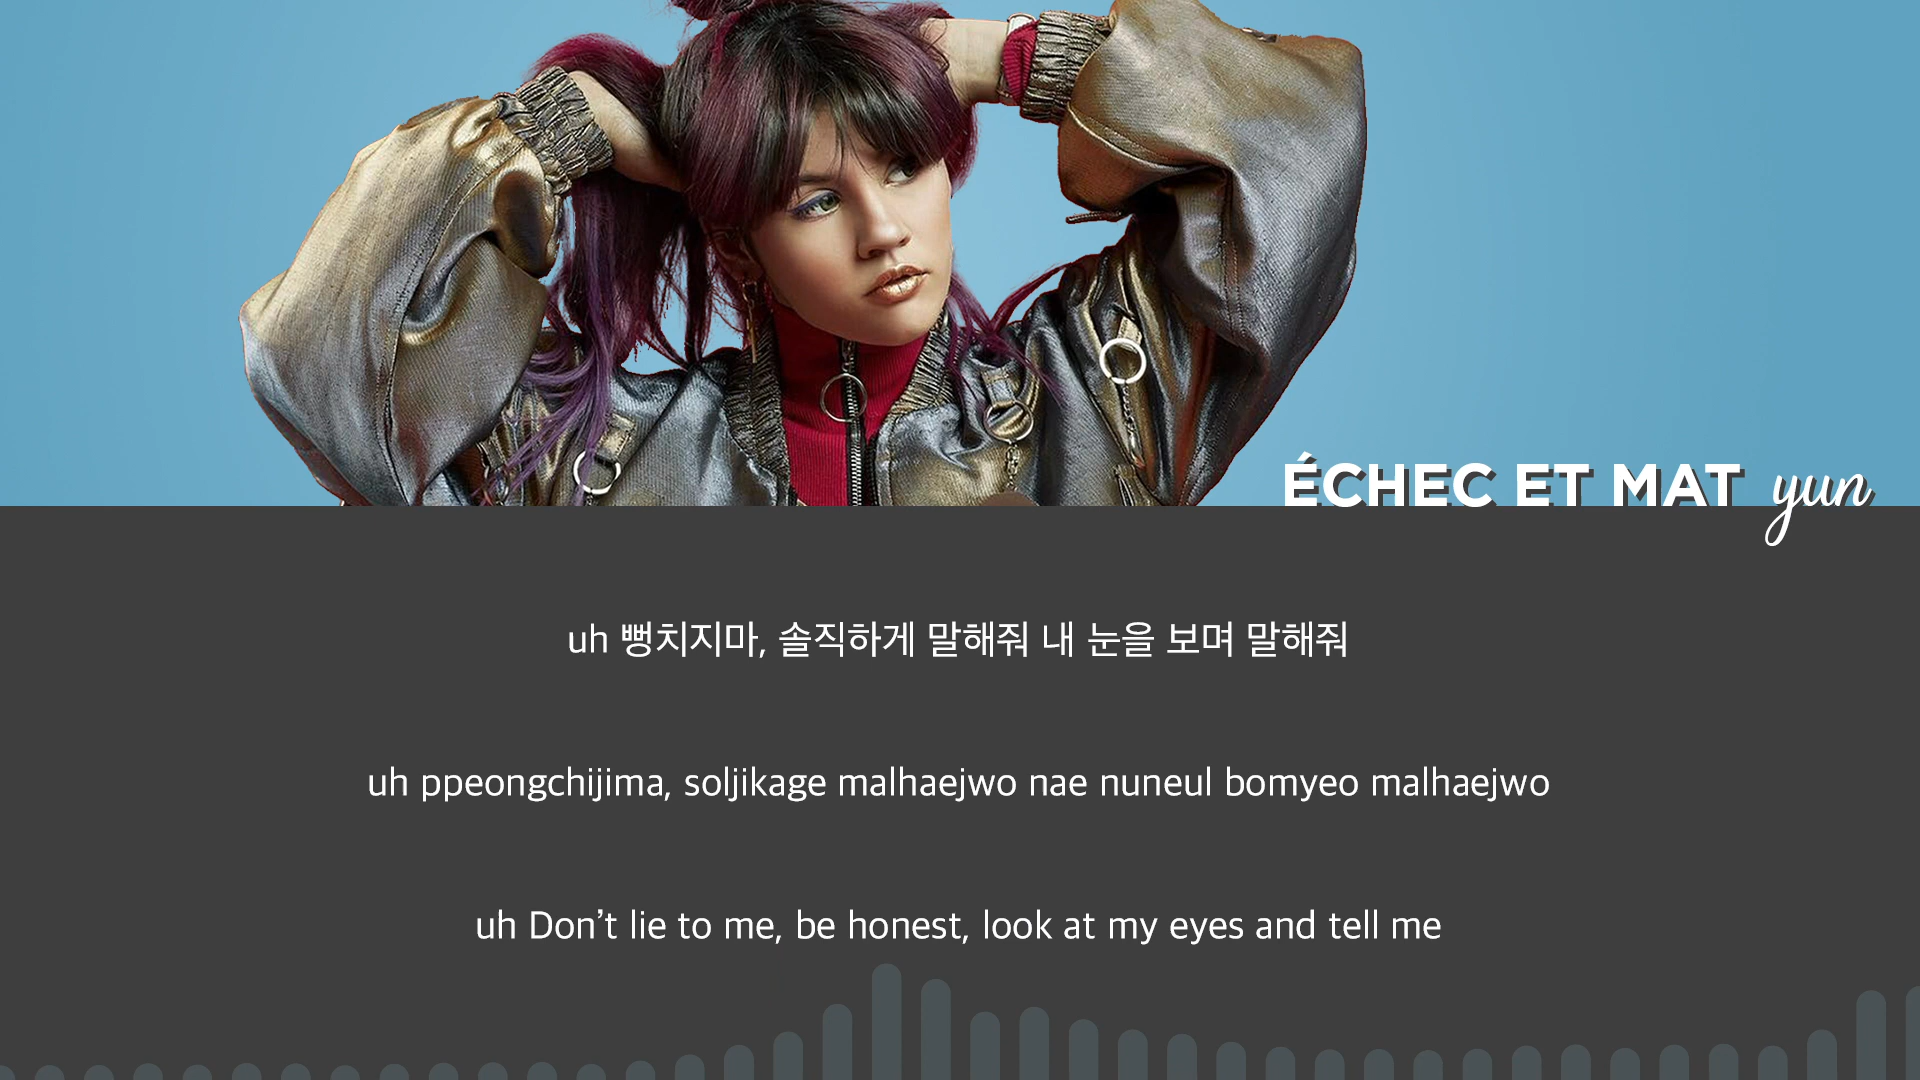 ÉCHEC ET MAT yun
uh 뻥치지마, 솔직하게 말해줘 내 눈을 보며 말해줘
uh ppeongchijima, soljikage malhaejwo nae nuneul bomyeo malhaejwo
uh Don’t lie to me, be honest, look at my eyes and tell me